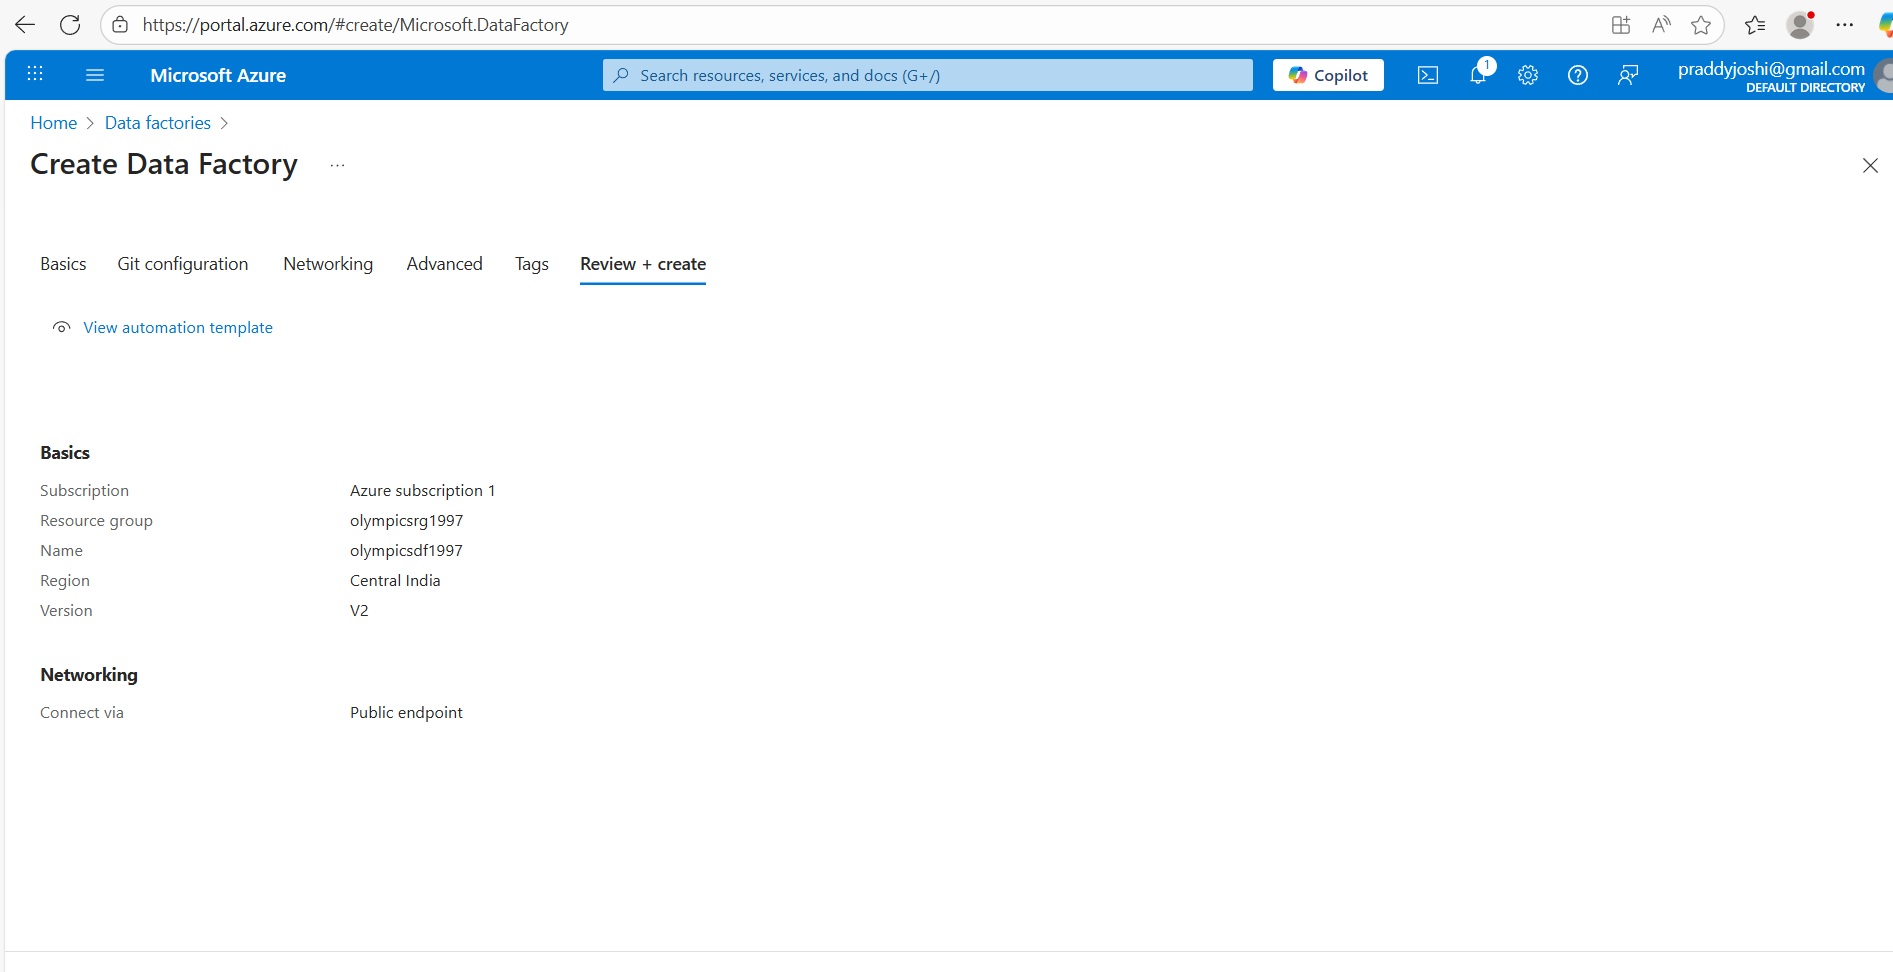 https://portal.azure.com/#create/Microsoft.DataFactory
Microsoft Azure
Search resources, services, and docs (G+/)
Copilot
1
praddyjoshi@gmail.com
DEFAULT DIRECTORY
Home > Data factories >
Create Data Factory ...
Basics Git configuration Networking Advanced Tags Review + create
View automation template
Basics
Subscription Azure subscription 1
Resource group olympicsrg1997
Name olympicsdf1997
Region Central India
Version V2
Networking
Connect via Public endpoint